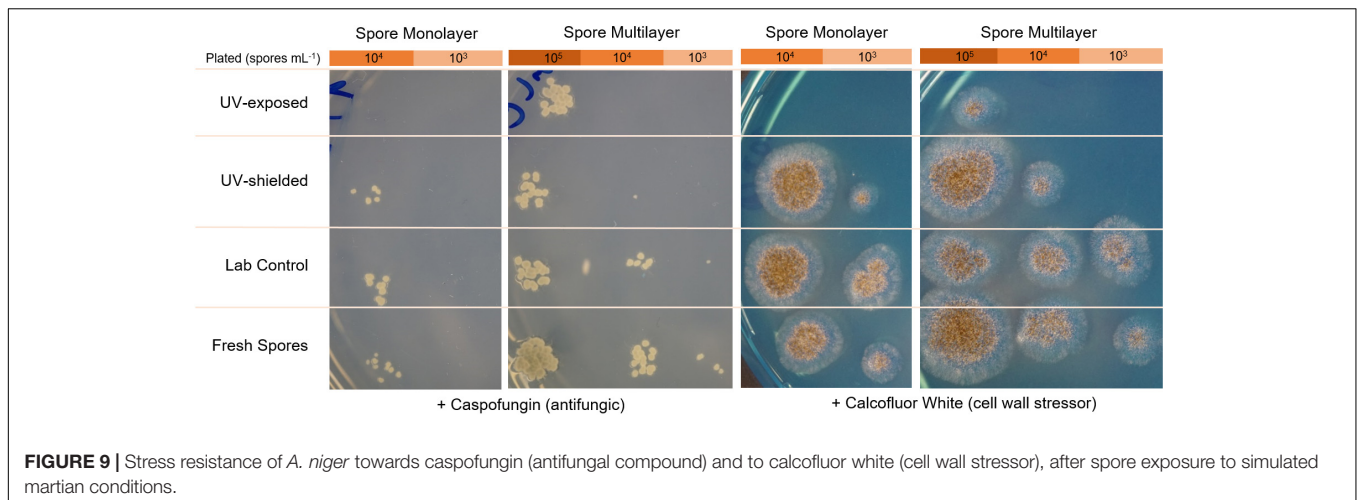 Spore Monolayer Spore Multilayer Spore Monolayer Spore Multilayer
Plated (spores mL⁻¹) 10⁴ 10³ 10⁵ 10⁴ 10³ 10⁴ 10³ 10⁵ 10⁴ 10³
UV-exposed
UV-shielded
Lab Control
Fresh Spores
+ Caspofungin (antifungic) + Calcofluor White (cell wall stressor)
FIGURE 9 | Stress resistance of A. niger towards caspofungin (antifungal compound) and to calcofluor white (cell wall stressor), after spore exposure to simulated
martian conditions.